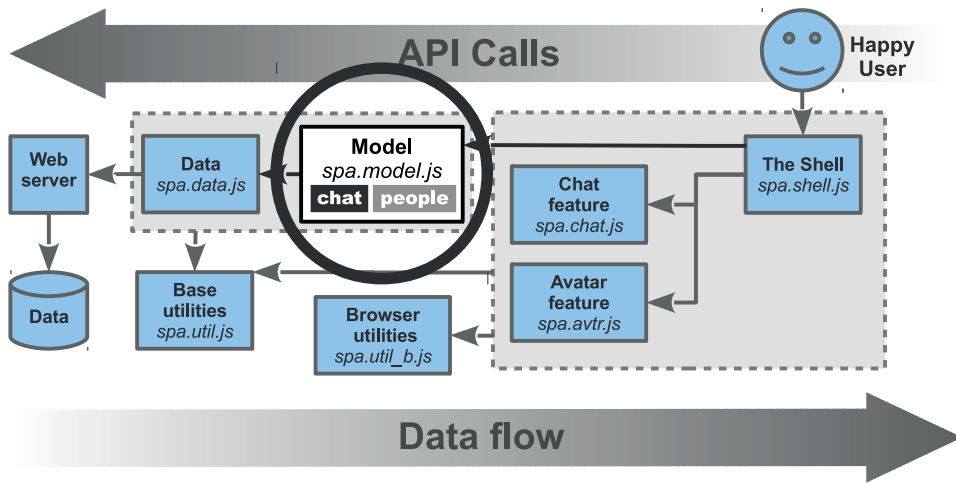 API Calls
Happy
User
Web
server
Data
spa.data.js
Model
spa.model.js
chat people
Chat
feature
spa.chat.js
The Shell
spa.shell.js
Data
Base
utilities
spa.util.js
Browser
utilities
spa.util_b.js
Avatar
feature
spa.avtr.js
Data flow